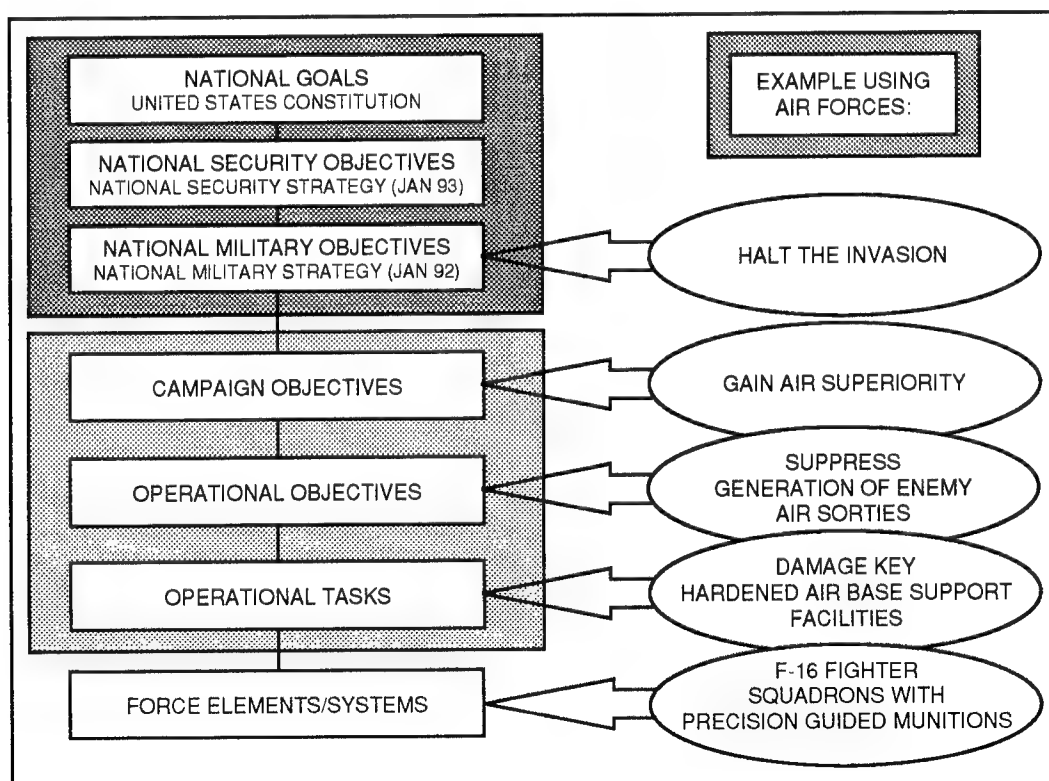 NATIONAL GOALS
UNITED STATES CONSTITUTION
NATIONAL SECURITY OBJECTIVES
NATIONAL SECURITY STRATEGY (JAN 93)
NATIONAL MILITARY OBJECTIVES
NATIONAL MILITARY STRATEGY (JAN 92)
CAMPAIGN OBJECTIVES
OPERATIONAL OBJECTIVES
OPERATIONAL TASKS
FORCE ELEMENTS/SYSTEMS
EXAMPLE USING
AIR FORCES:
HALT THE INVASION
GAIN AIR SUPERIORITY
SUPPRESS
GENERATION OF ENEMY
AIR SORTIES
DAMAGE KEY
HARDENED AIR BASE SUPPORT
FACILITIES
F-16 FIGHTER
SQUADRONS WITH
PRECISION GUIDED MUNITIONS